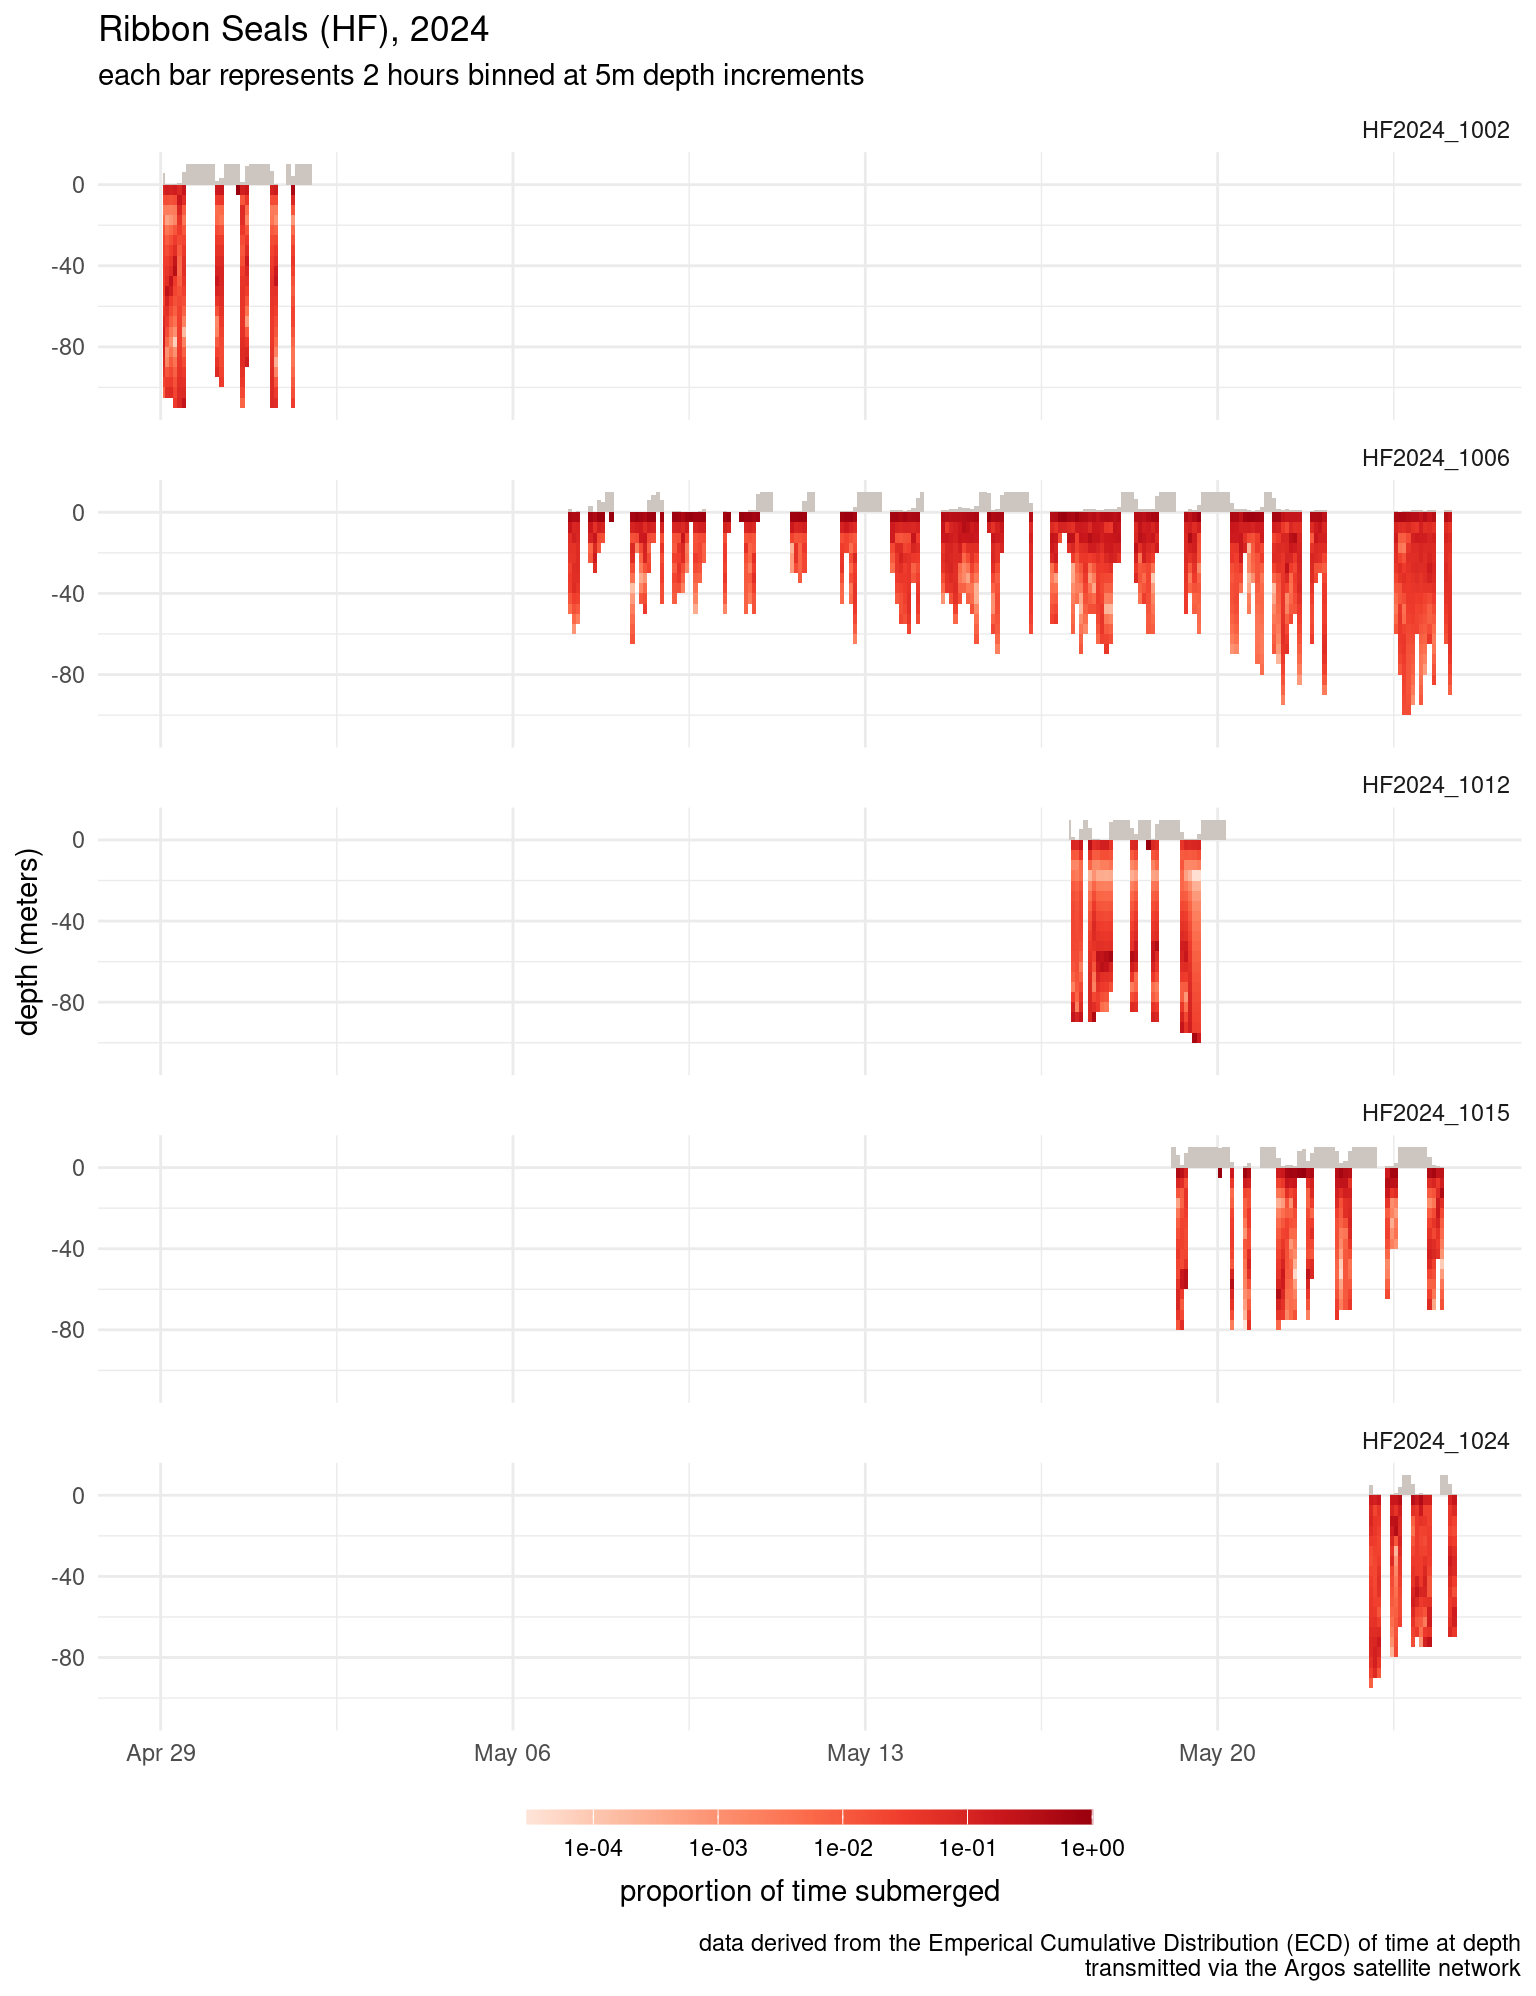 Ribbon Seals (HF), 2024
each bar represents 2 hours binned at 5m depth increments
HF2024_1002
0
-40
-80
HF2024_1006
0
-40
-80
HF2024_1012
0
-40
-80
depth (meters)
HF2024_1015
0
-40
-80
HF2024_1024
0
-40
-80
Apr 29 May 06 May 13 May 20
1e-04 1e-03 1e-02 1e-01 1e+00
proportion of time submerged
data derived from the Emperical Cumulative Distribution (ECD) of time at depth
transmitted via the Argos satellite network